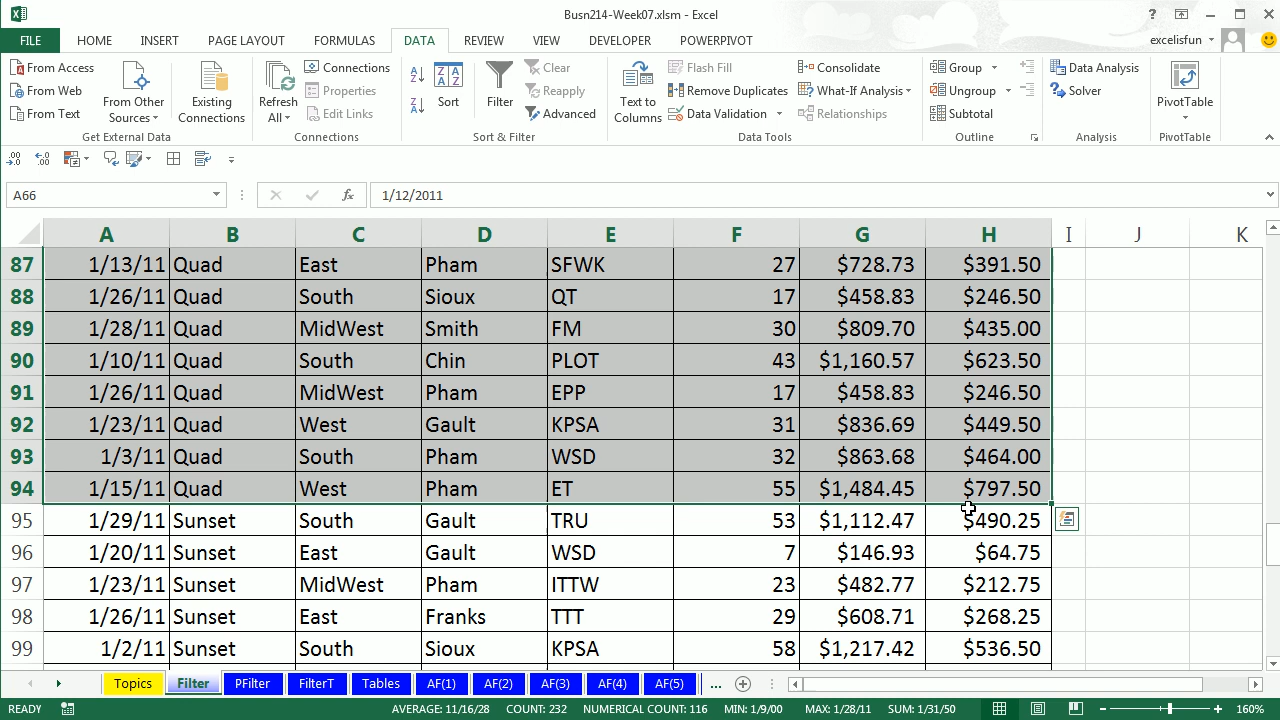 Busn214-Week07.xlsm - Excel
FILE HOME INSERT PAGE LAYOUT FORMULAS DATA REVIEW VIEW DEVELOPER POWERPIVOT excelisfun
From Access
From Web
From Text
From Other Sources
Get External Data
Existing Connections
Refresh All
Connections
Properties
Edit Links
Connections
Sort
Filter
Clear
Reapply
Advanced
Sort & Filter
Text to Columns
Flash Fill
Remove Duplicates
Data Validation
Consolidate
What-If Analysis
Relationships
Data Tools
Group
Ungroup
Subtotal
Outline
Data Analysis
Solver
Analysis
PivotTable
PivotTable
A66 fx 1/12/2011
A B C D E F G H I J K
87 1/13/11 Quad East Pham SFWK 27 $728.73 $391.50
88 1/26/11 Quad South Sioux QT 17 $458.83 $246.50
89 1/28/11 Quad MidWest Smith FM 30 $809.70 $435.00
90 1/10/11 Quad South Chin PLOT 43 $1,160.57 $623.50
91 1/26/11 Quad MidWest Pham EPP 17 $458.83 $246.50
92 1/23/11 Quad West Gault KPSA 31 $836.69 $449.50
93 1/3/11 Quad South Pham WSD 32 $863.68 $464.00
94 1/15/11 Quad West Pham ET 55 $1,484.45 $797.50
95 1/29/11 Sunset South Gault TRU 53 $1,112.47 $490.25
96 1/20/11 Sunset East Gault WSD 7 $146.93 $64.75
97 1/23/11 Sunset MidWest Pham ITTW 23 $482.77 $212.75
98 1/26/11 Sunset East Franks TTT 29 $608.71 $268.25
99 1/2/11 Sunset South Sioux KPSA 58 $1,217.42 $536.50
Topics Filter PFilter FilterT Tables AF(1) AF(2) AF(3) AF(4) AF(5) ...
READY AVERAGE: 11/16/28 COUNT: 232 NUMERICAL COUNT: 116 MIN: 1/9/00 MAX: 1/28/11 SUM: 1/31/50 160%